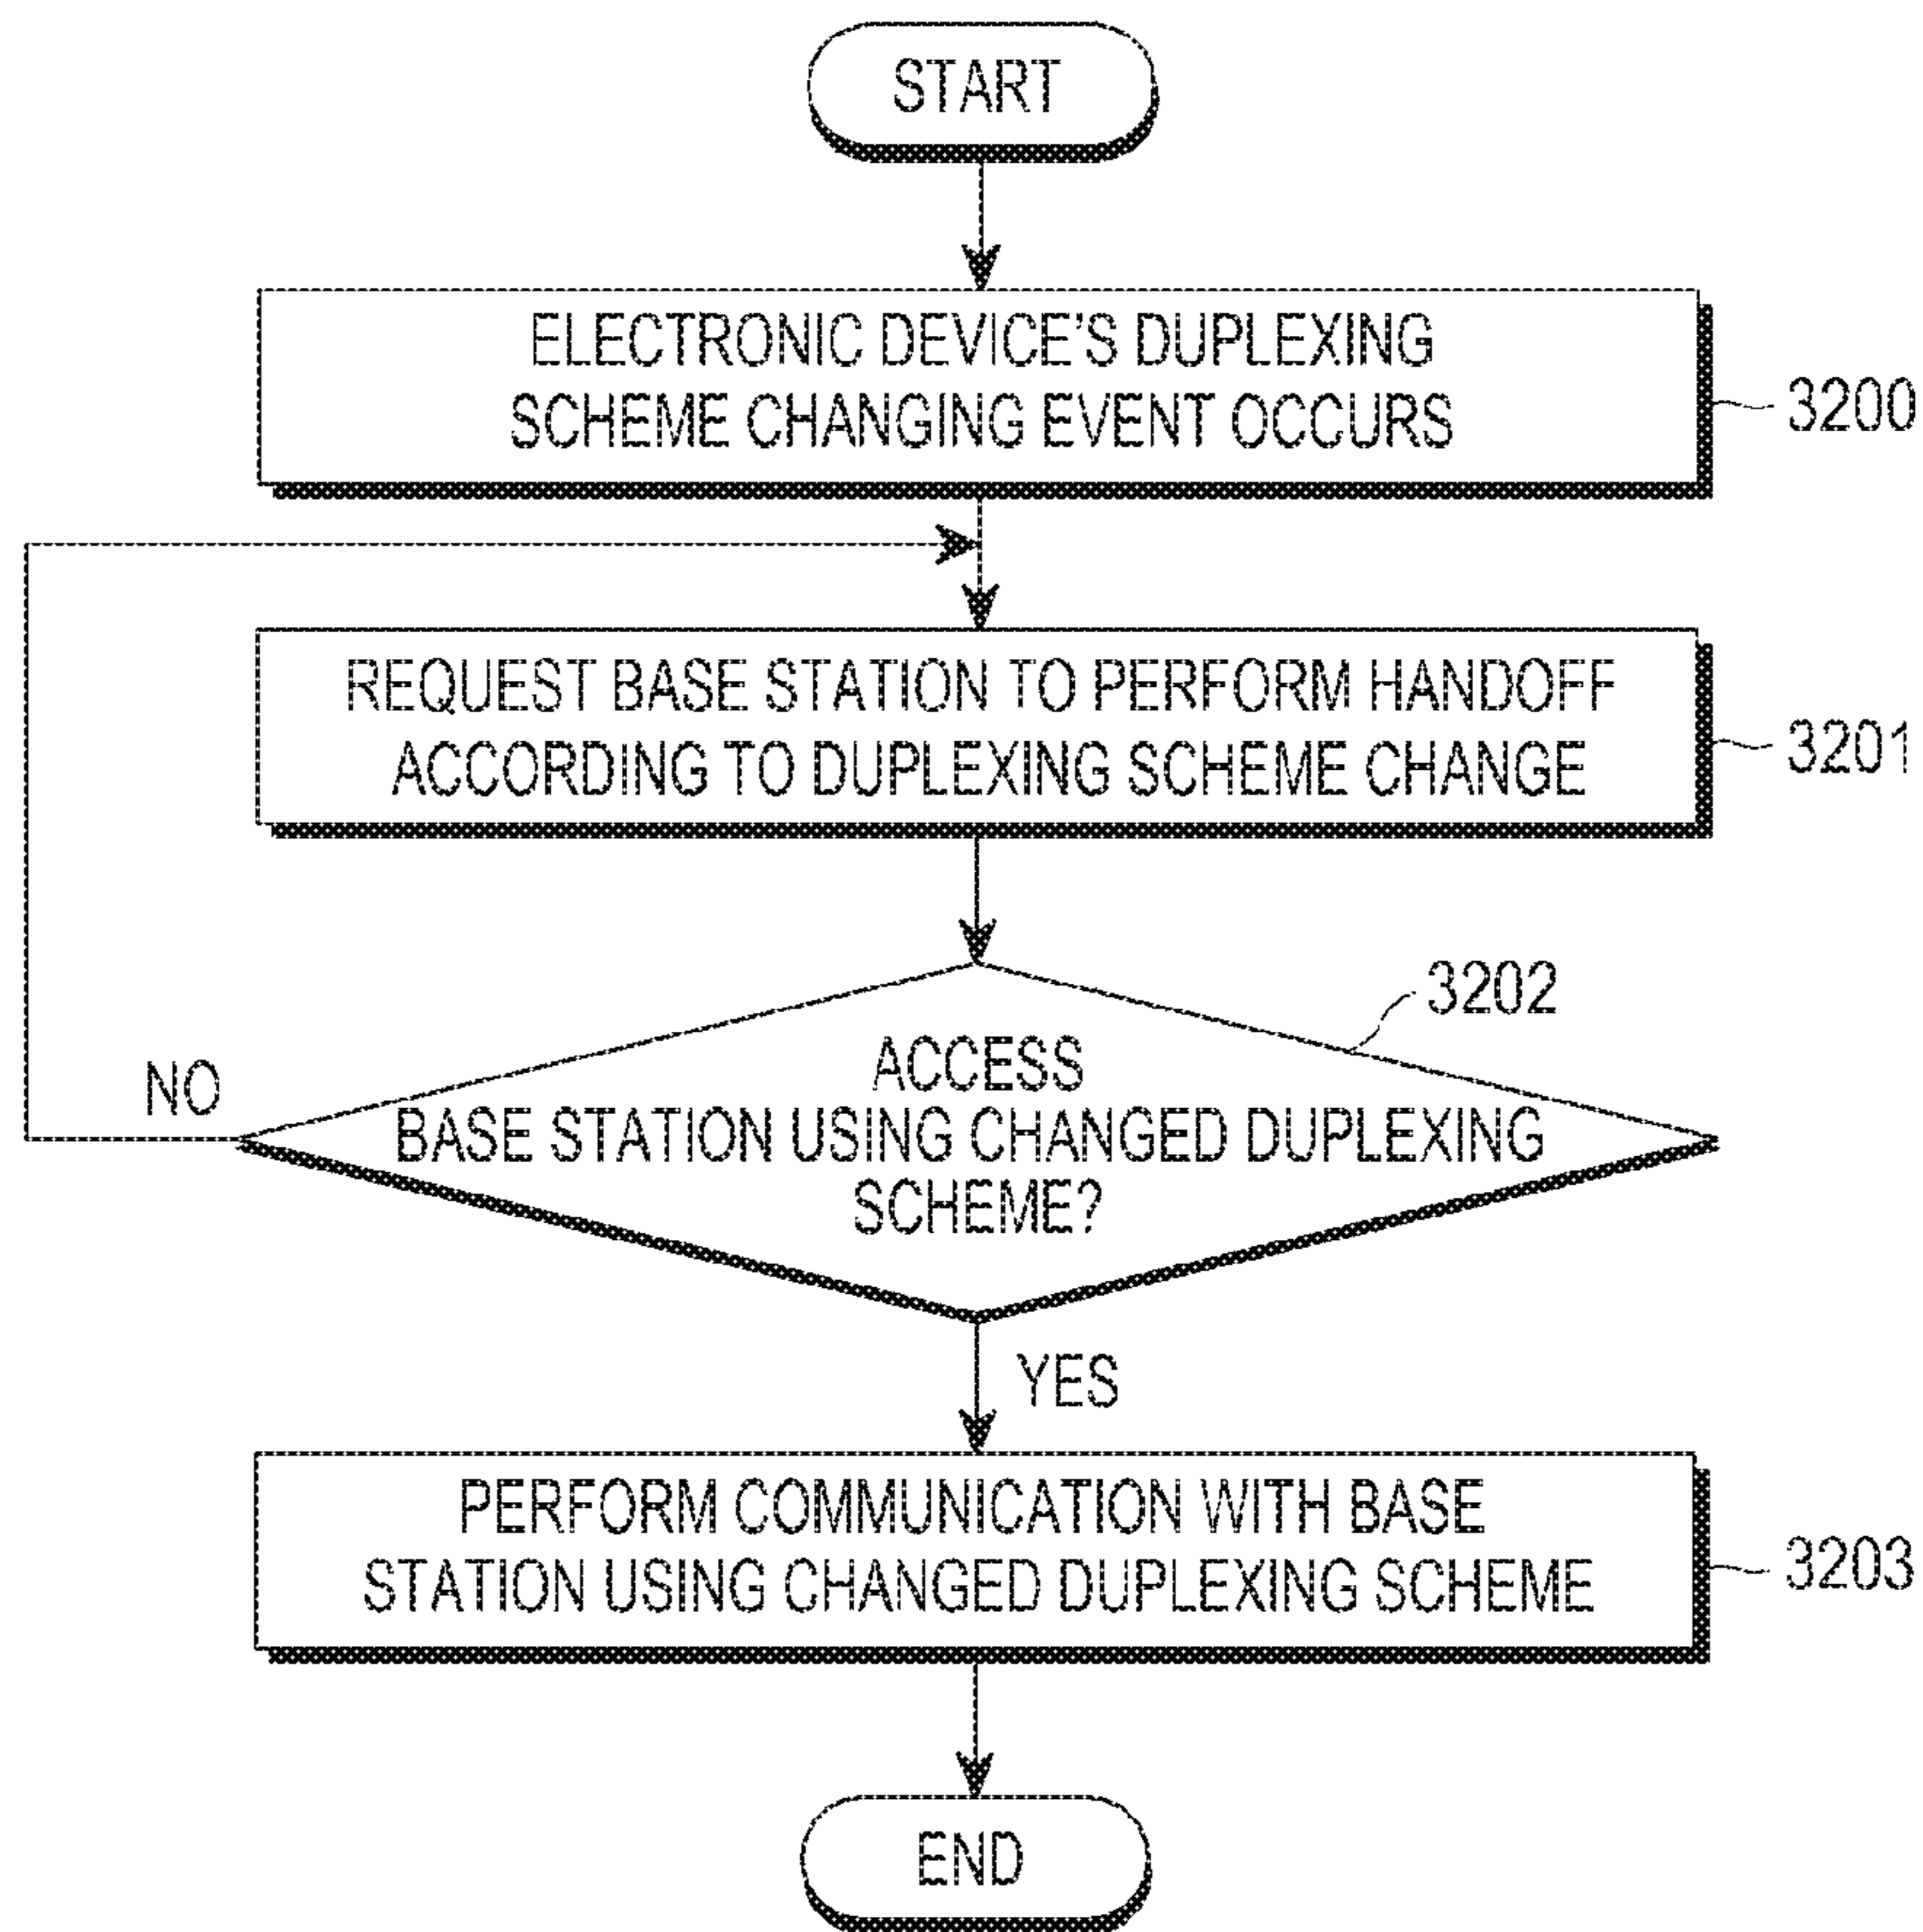 START
ELECTRONIC DEVICE'S DUPLEXING
SCHEME CHANGING EVENT OCCURS
3200
REQUEST BASE STATION TO PERFORM HANDOFF
ACCORDING TO DUPLEXING SCHEME CHANGE
3201
3202
ACCESS
BASE STATION USING CHANGED DUPLEXING
SCHEME?
NO
YES
PERFORM COMMUNICATION WITH BASE
STATION USING CHANGED DUPLEXING SCHEME
3203
END